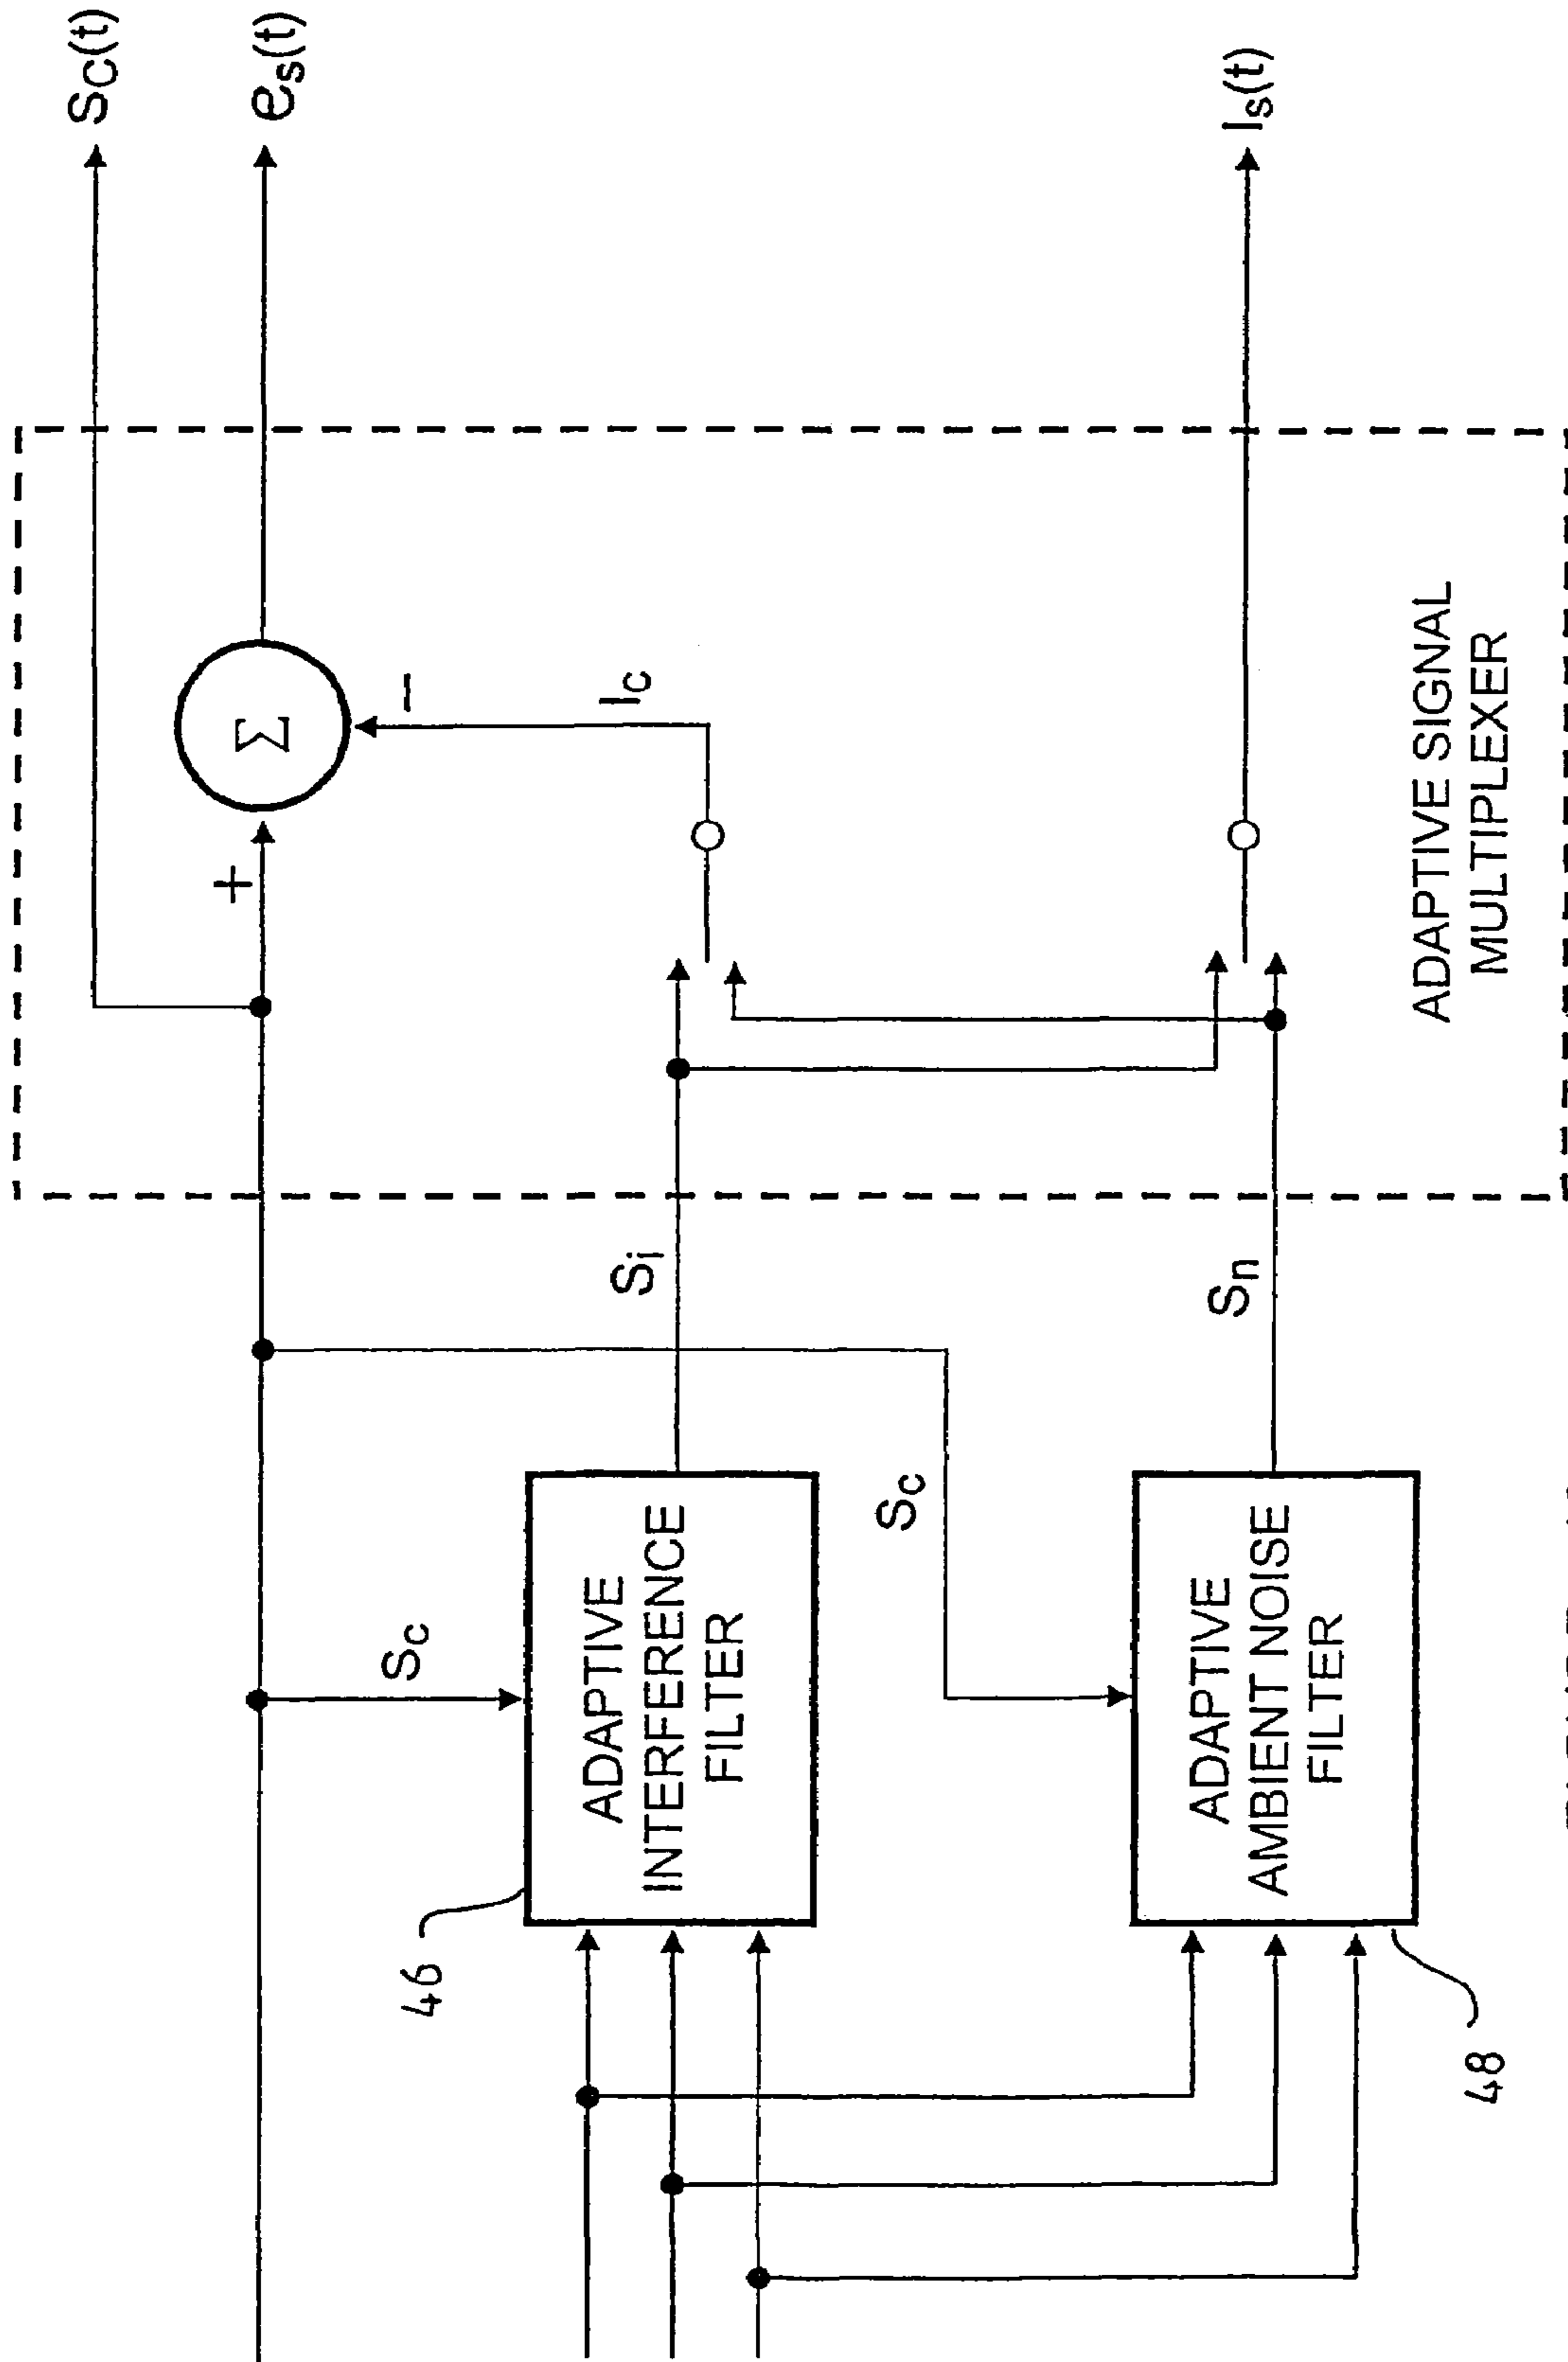 Sc(t)
es(t)
Σ
+
−
Ic
Is(t)
ADAPTIVE SIGNAL
MULTIPLEXER
Si
Sn
Sc
Sc
ADAPTIVE
INTERFERENCE
FILTER
46
ADAPTIVE
AMBIENT NOISE
FILTER
48